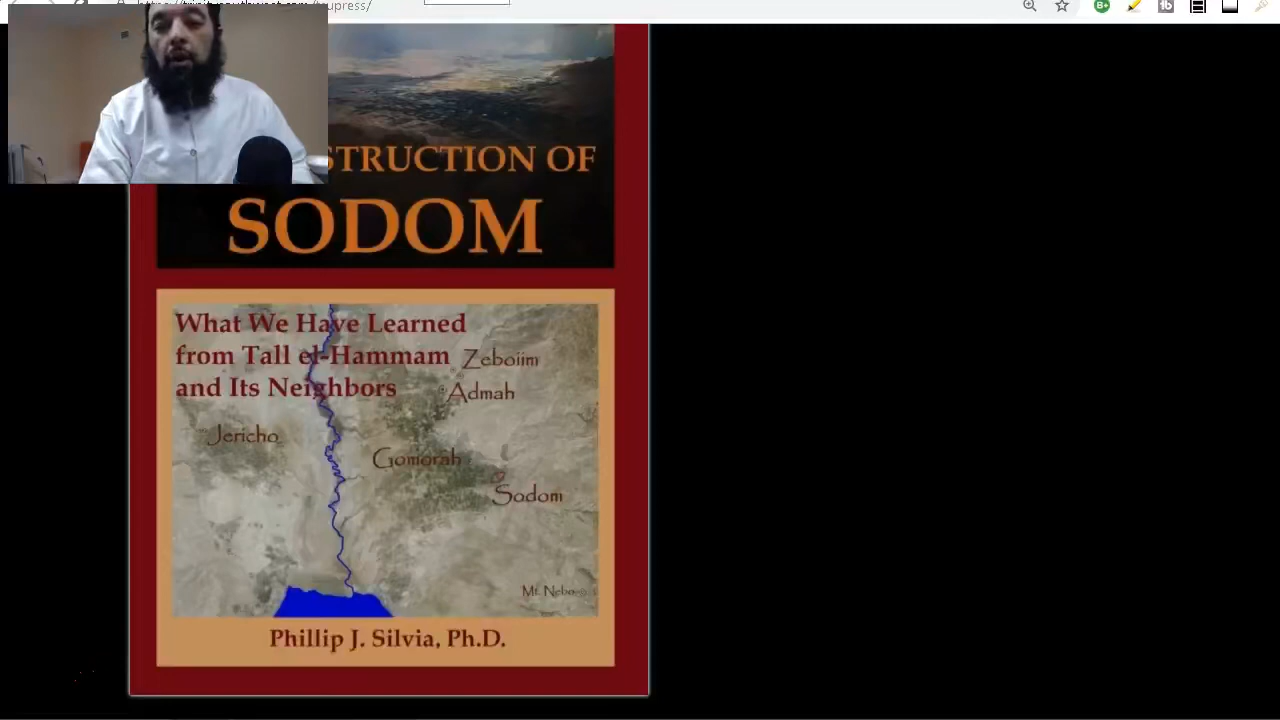 STRUCTION OF
SODOM
What We Have Learned
from Tall el-Hammam
and Its Neighbors
Zeboiim
Admah
Jericho
Gomorah
Sodom
Mt. Nebo
Phillip J. Silvia, Ph.D.